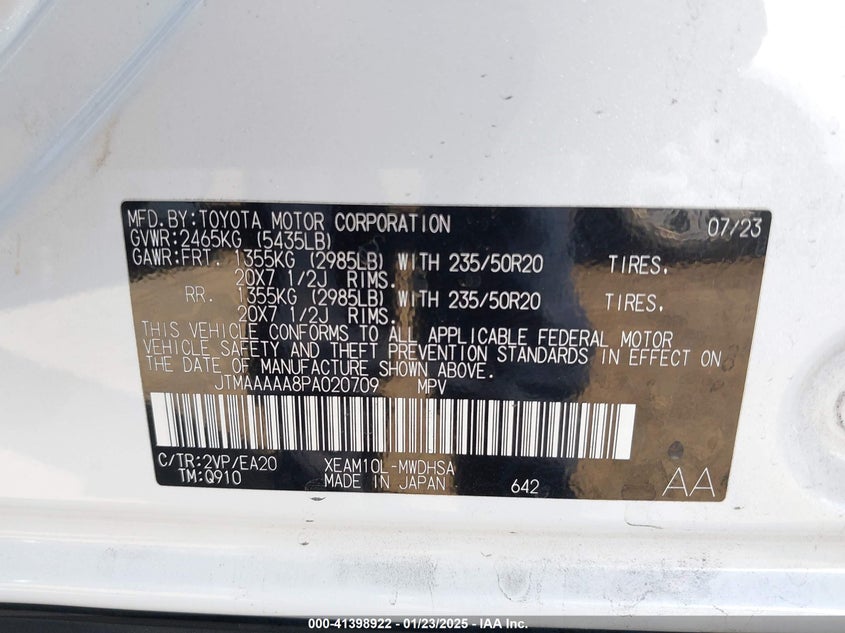 MFD.BY:TOYOTA MOTOR CORPORATION 07/23
GVWR:2465KG (5435LB)
GAWR:FRT. 1355KG (2985LB) WITH 235/50R20 TIRES,
20X7 1/2J RIMS.
RR. 1355KG (2985LB) WITH 235/50R20 TIRES,
20X7 1/2J RIMS.
THIS VEHICLE CONFORMS TO ALL APPLICABLE FEDERAL MOTOR
VEHICLE SAFETY AND THEFT PREVENTION STANDARDS IN EFFECT ON
THE DATE OF MANUFACTURE SHOWN ABOVE.
JTMAAAAA8PA020709 MPV
C/TR:2VP/EA20 XEAM10L-MWDHSA
TM:Q910 MADE IN JAPAN 642 AA
000-41398922 - 01/23/2025 - IAA Inc.